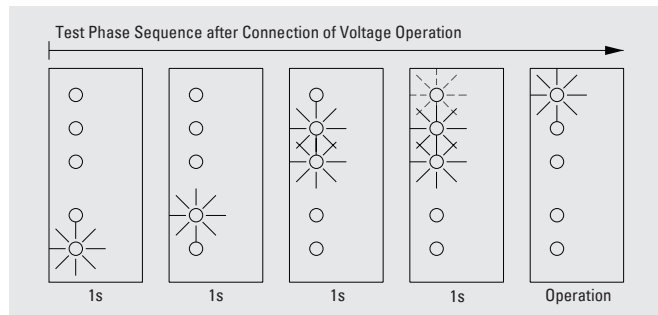 Test Phase Sequence after Connection of Voltage Operation
1s
1s
1s
1s
Operation